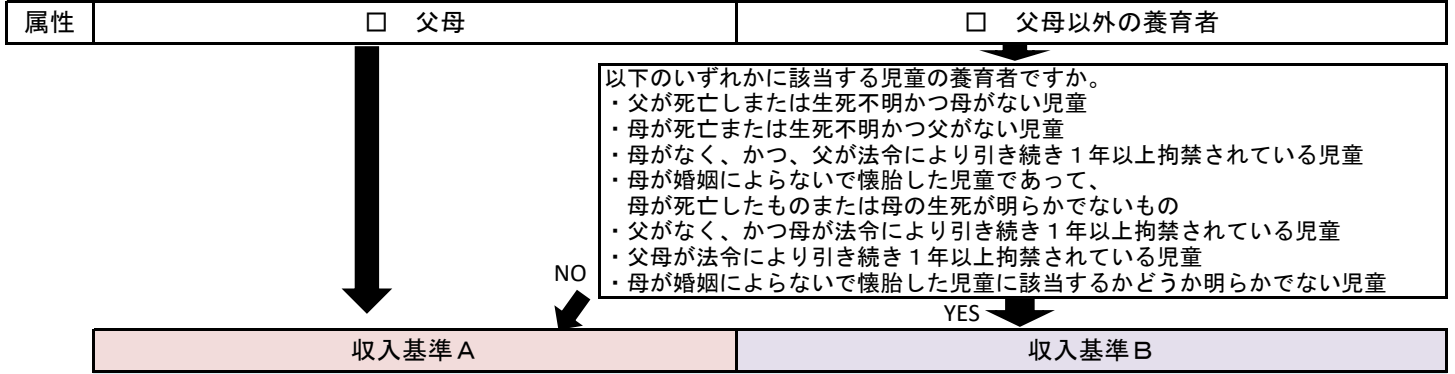 属性 □ 父母 □ 父母以外の養育者
以下のいずれかに該当する児童の養育者ですか。
・父が死亡しまたは生死不明かつ母がない児童
・母が死亡または生死不明かつ父がない児童
・母がなく、かつ、父が法令により引き続き１年以上拘禁されている児童
・母が婚姻によらないで懐胎した児童であって、
母が死亡したものまたは母の生死が明らかでないもの
・父がなく、かつ母が法令により引き続き１年以上拘禁されている児童
・父母が法令により引き続き１年以上拘禁されている児童
・母が婚姻によらないで懐胎した児童に該当するかどうか明らかでない児童
NO
YES
収入基準Ａ 収入基準Ｂ